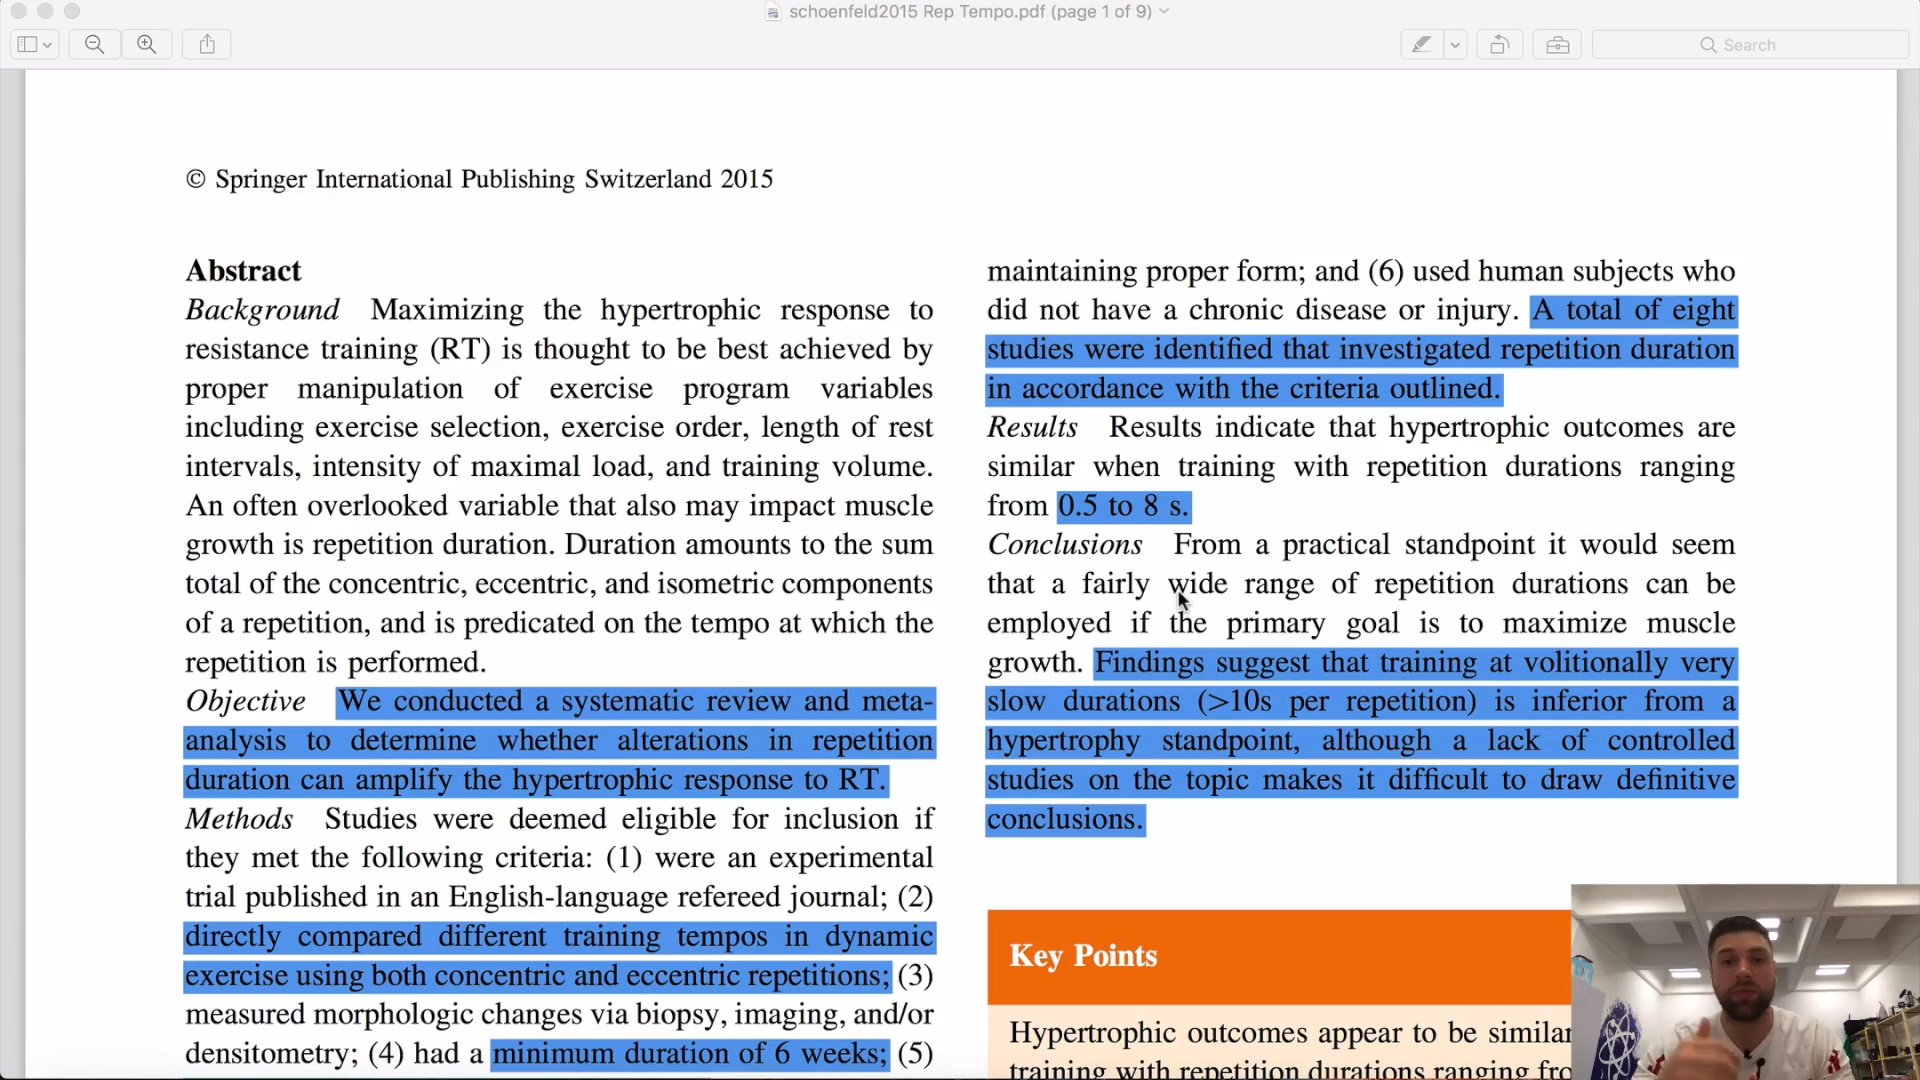 schoenfeld2015 Rep Tempo.pdf (page 1 of 9)
Search
© Springer International Publishing Switzerland 2015
Abstract
Background Maximizing the hypertrophic response to
resistance training (RT) is thought to be best achieved by
proper manipulation of exercise program variables
including exercise selection, exercise order, length of rest
intervals, intensity of maximal load, and training volume.
An often overlooked variable that also may impact muscle
growth is repetition duration. Duration amounts to the sum
total of the concentric, eccentric, and isometric components
of a repetition, and is predicated on the tempo at which the
repetition is performed.
Objective We conducted a systematic review and meta-
analysis to determine whether alterations in repetition
duration can amplify the hypertrophic response to RT.
Methods Studies were deemed eligible for inclusion if
they met the following criteria: (1) were an experimental
trial published in an English-language refereed journal; (2)
directly compared different training tempos in dynamic
exercise using both concentric and eccentric repetitions; (3)
measured morphologic changes via biopsy, imaging, and/or
densitometry; (4) had a minimum duration of 6 weeks; (5)
maintaining proper form; and (6) used human subjects who
did not have a chronic disease or injury. A total of eight
studies were identified that investigated repetition duration
in accordance with the criteria outlined.
Results Results indicate that hypertrophic outcomes are
similar when training with repetition durations ranging
from 0.5 to 8 s.
Conclusions From a practical standpoint it would seem
that a fairly wide range of repetition durations can be
employed if the primary goal is to maximize muscle
growth. Findings suggest that training at volitionally very
slow durations (>10s per repetition) is inferior from a
hypertrophy standpoint, although a lack of controlled
studies on the topic makes it difficult to draw definitive
conclusions.
Key Points
Hypertrophic outcomes appear to be similar
training with repetition durations ranging fro